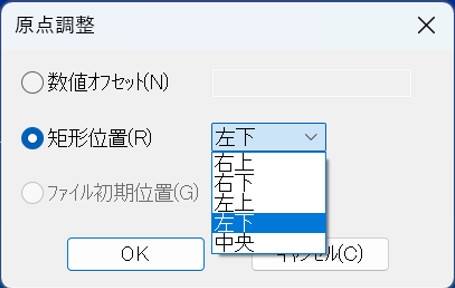 原点調整
数値オフセット(N)
矩形位置(R)
左下
右上
右下
左上
左下
中央
ファイル初期位置(G)
OK
キャンセル(C)